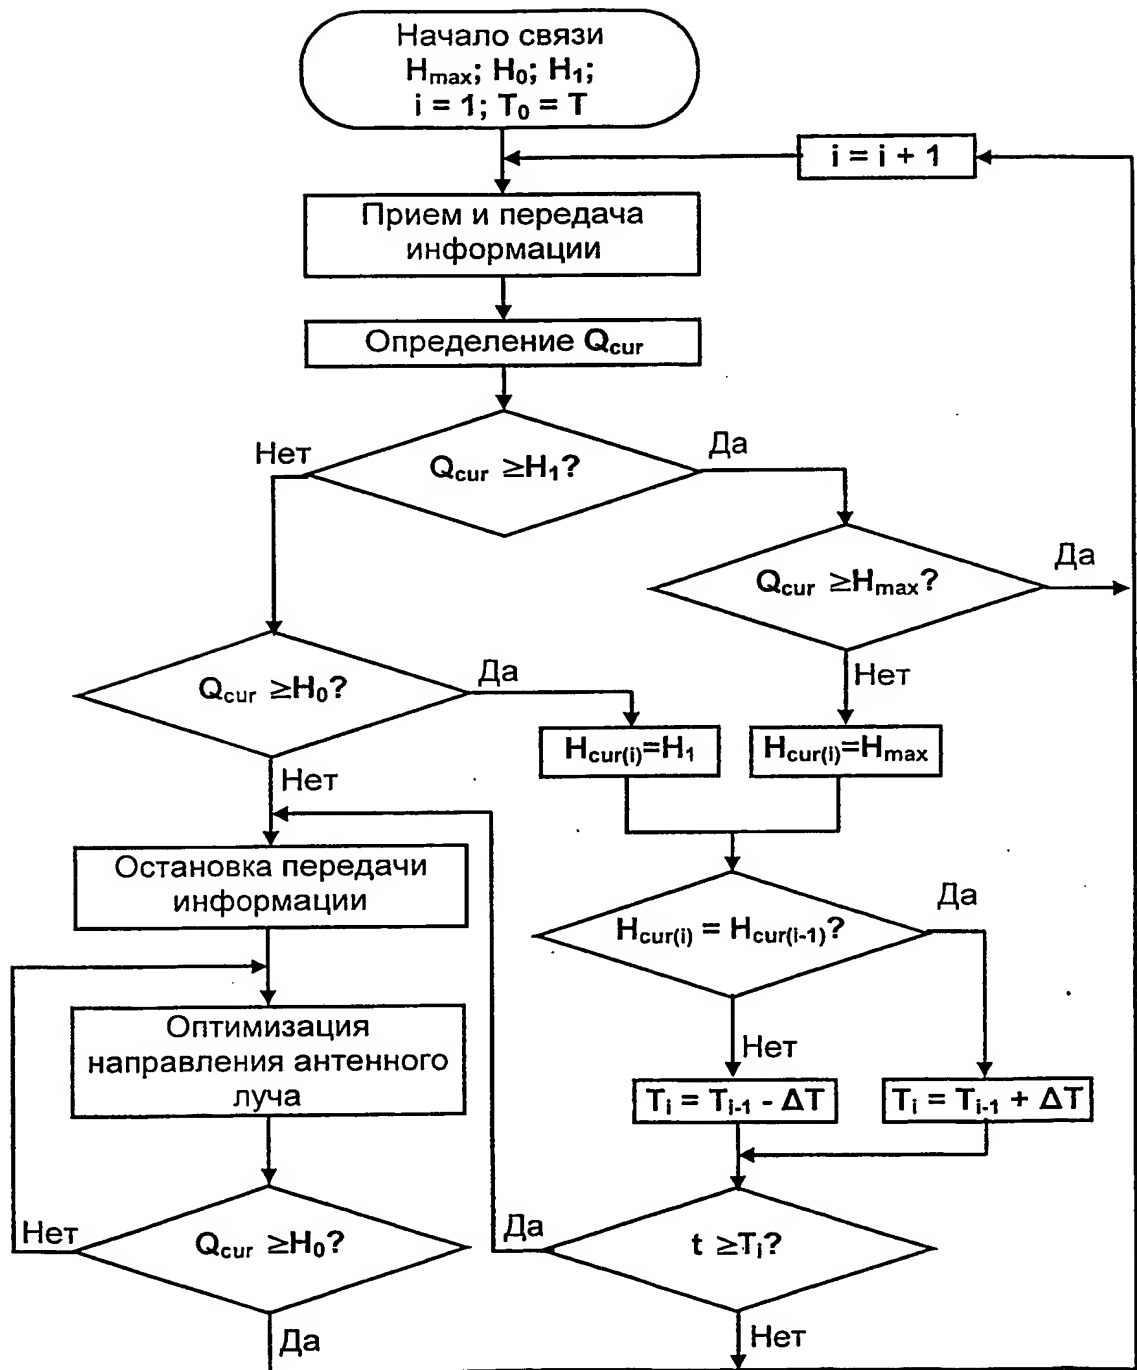 Начало связи
Hmax; H0; H1;
i = 1; T0 = T
i = i + 1
Прием и передача
информации
Определение Qcur
Нет
Qcur ≥H1?
Да
Qcur ≥Hmax?
Да
Нет
Qcur ≥H0?
Да
Hcur(i)=H1
Hcur(i)=Hmax
Нет
Остановка передачи
информации
Hcur(i) = Hcur(i-1)?
Да
Оптимизация
направления антенного
луча
Нет
Ti = Ti-1 - ΔT
Ti = Ti-1 + ΔT
Нет
Qcur ≥H0?
Да
Да
t ≥Ti?
Нет